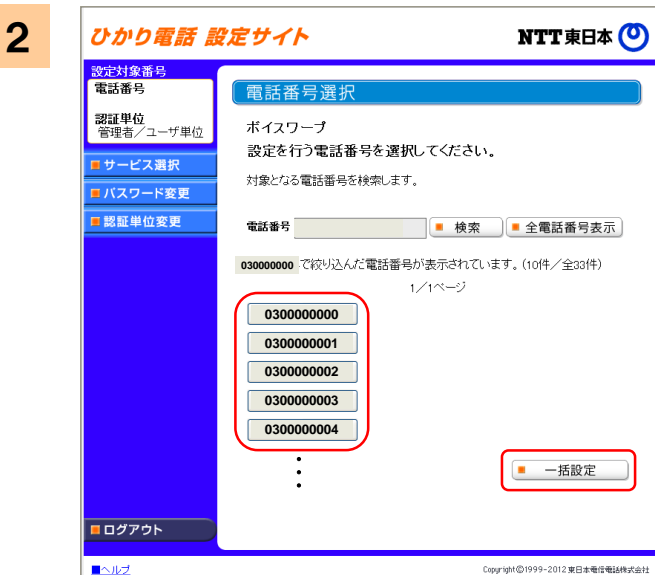 2
ひかり電話 設定サイト
NTT東日本
設定対象番号
電話番号
認証単位
管理者/ユーザ単位
サービス選択
パスワード変更
認証単位変更
ログアウト
ヘルプ
電話番号選択
ボイスワープ
設定を行う電話番号を選択してください。
対象となる電話番号を検索します。
電話番号 検索 全電話番号表示
030000000 で絞り込んだ電話番号が表示されています。(10件/全33件)
1/1ページ
0300000000
0300000001
0300000002
0300000003
0300000004
一括設定
Copyright©1999-2012 東日本電信電話株式会社